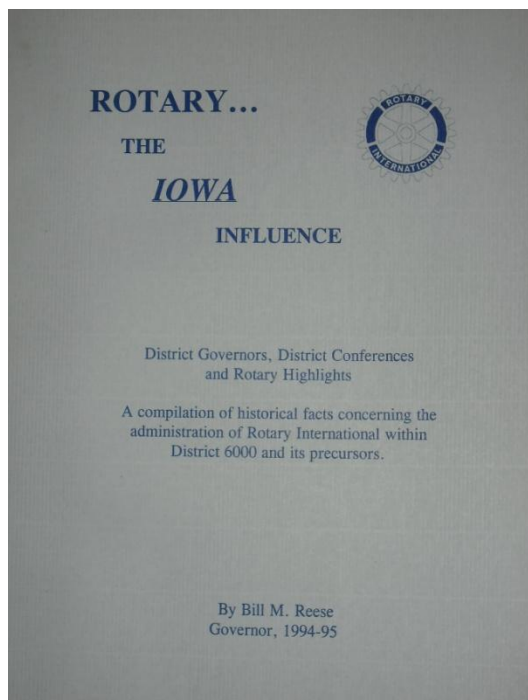 ROTARY...
THE
IOWA
INFLUENCE
ROTARY
INTERNATIONAL
District Governors, District Conferences
and Rotary Highlights
A compilation of historical facts concerning the
administration of Rotary International within
District 6000 and its precursors.
By Bill M. Reese
Governor, 1994-95